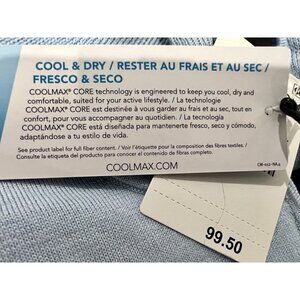 COOL & DRY / RESTER AU FRAIS ET AU SEC /
FRESCO & SECO
COOLMAX® CORE technology is engineered to keep you cool, dry and
comfortable, suited for your active lifestyle. / La technologie
COOLMAX® CORE est destinée à vous garder au frais et au sec, tout en
confort, pour vous accompagner au quotidien. / La tecnología
COOLMAX® CORE está diseñada para mantenerte fresco, seco y cómodo,
adaptándose a tu estilo de vida.
See product label for full fiber content. / Voir l'étiquette pour la composition des fibres textiles. /
Consulte la etiqueta del producto para conocer el contenido de fibras completo.
COOLMAX.COM
99.50